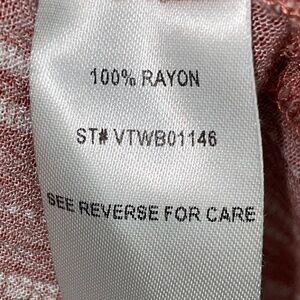 100% RAYON
ST# VTWB01146
SEE REVERSE FOR CARE